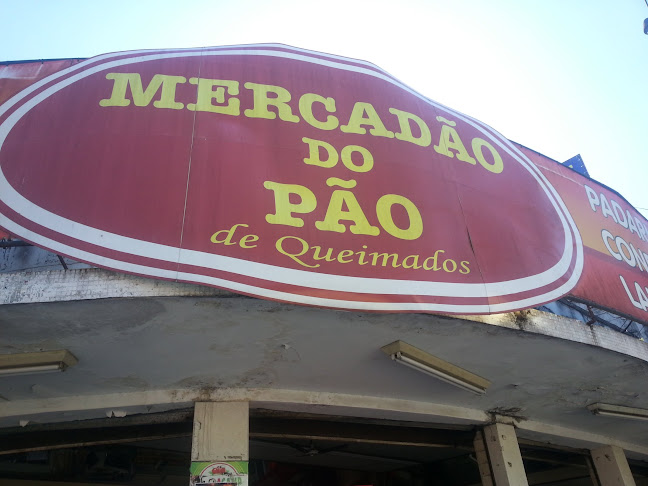 MERCADÃO
DO
PÃO
de Queimados